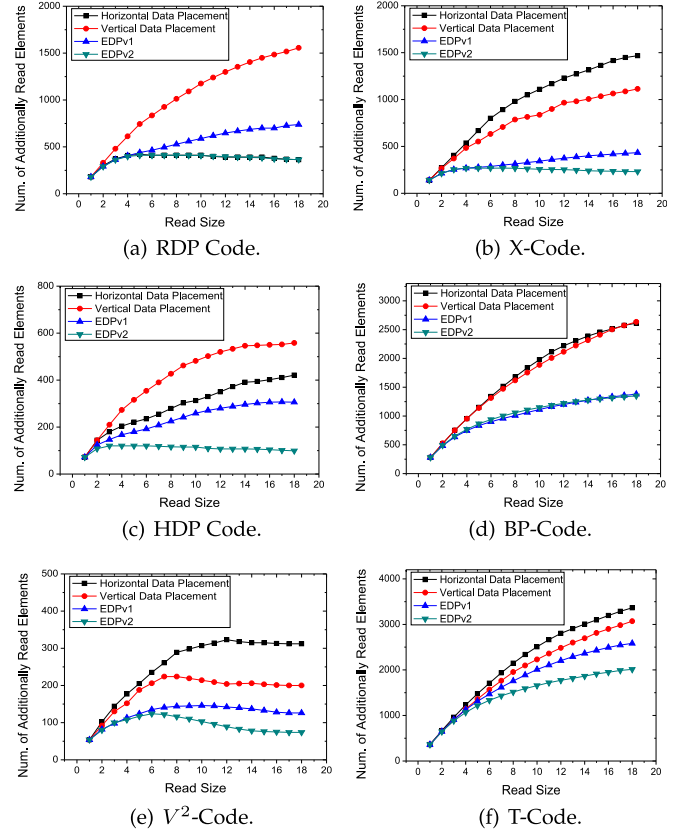 Horizontal Data Placement
Vertical Data Placement
EDPv1
EDPv2
Num. of Additionally Read Elements
2000
1500
1000
500
0
0 2 4 6 8 10 12 14 16 18 20
Read Size
(a) RDP Code.
Horizontal Data Placement
Vertical Data Placement
EDPv1
EDPv2
Num. of Additionally Read Elements
2000
1500
1000
500
0
0 2 4 6 8 10 12 14 16 18 20
Read Size
(b) X-Code.
Horizontal Data Placement
Vertical Data Placement
EDPv1
EDPv2
Num. of Additionally Read Elements
800
600
400
200
0
0 2 4 6 8 10 12 14 16 18 20
Read Size
(c) HDP Code.
Horizontal Data Placement
Vertical Data Placement
EDPv1
EDPv2
Num. of Additionally Read Elements
3000
2500
2000
1500
1000
500
0
0 2 4 6 8 10 12 14 16 18 20
Read Size
(d) BP-Code.
Horizontal Data Placement
Vertical Data Placement
EDPv1
EDPv2
Num. of Additionally Read Elements
500
400
300
200
100
0
0 2 4 6 8 10 12 14 16 18 20
Read Size
(e) V²-Code.
Horizontal Data Placement
Vertical Data Placement
EDPv1
EDPv2
Num. of Additionally Read Elements
4000
3000
2000
1000
0
0 2 4 6 8 10 12 14 16 18 20
Read Size
(f) T-Code.